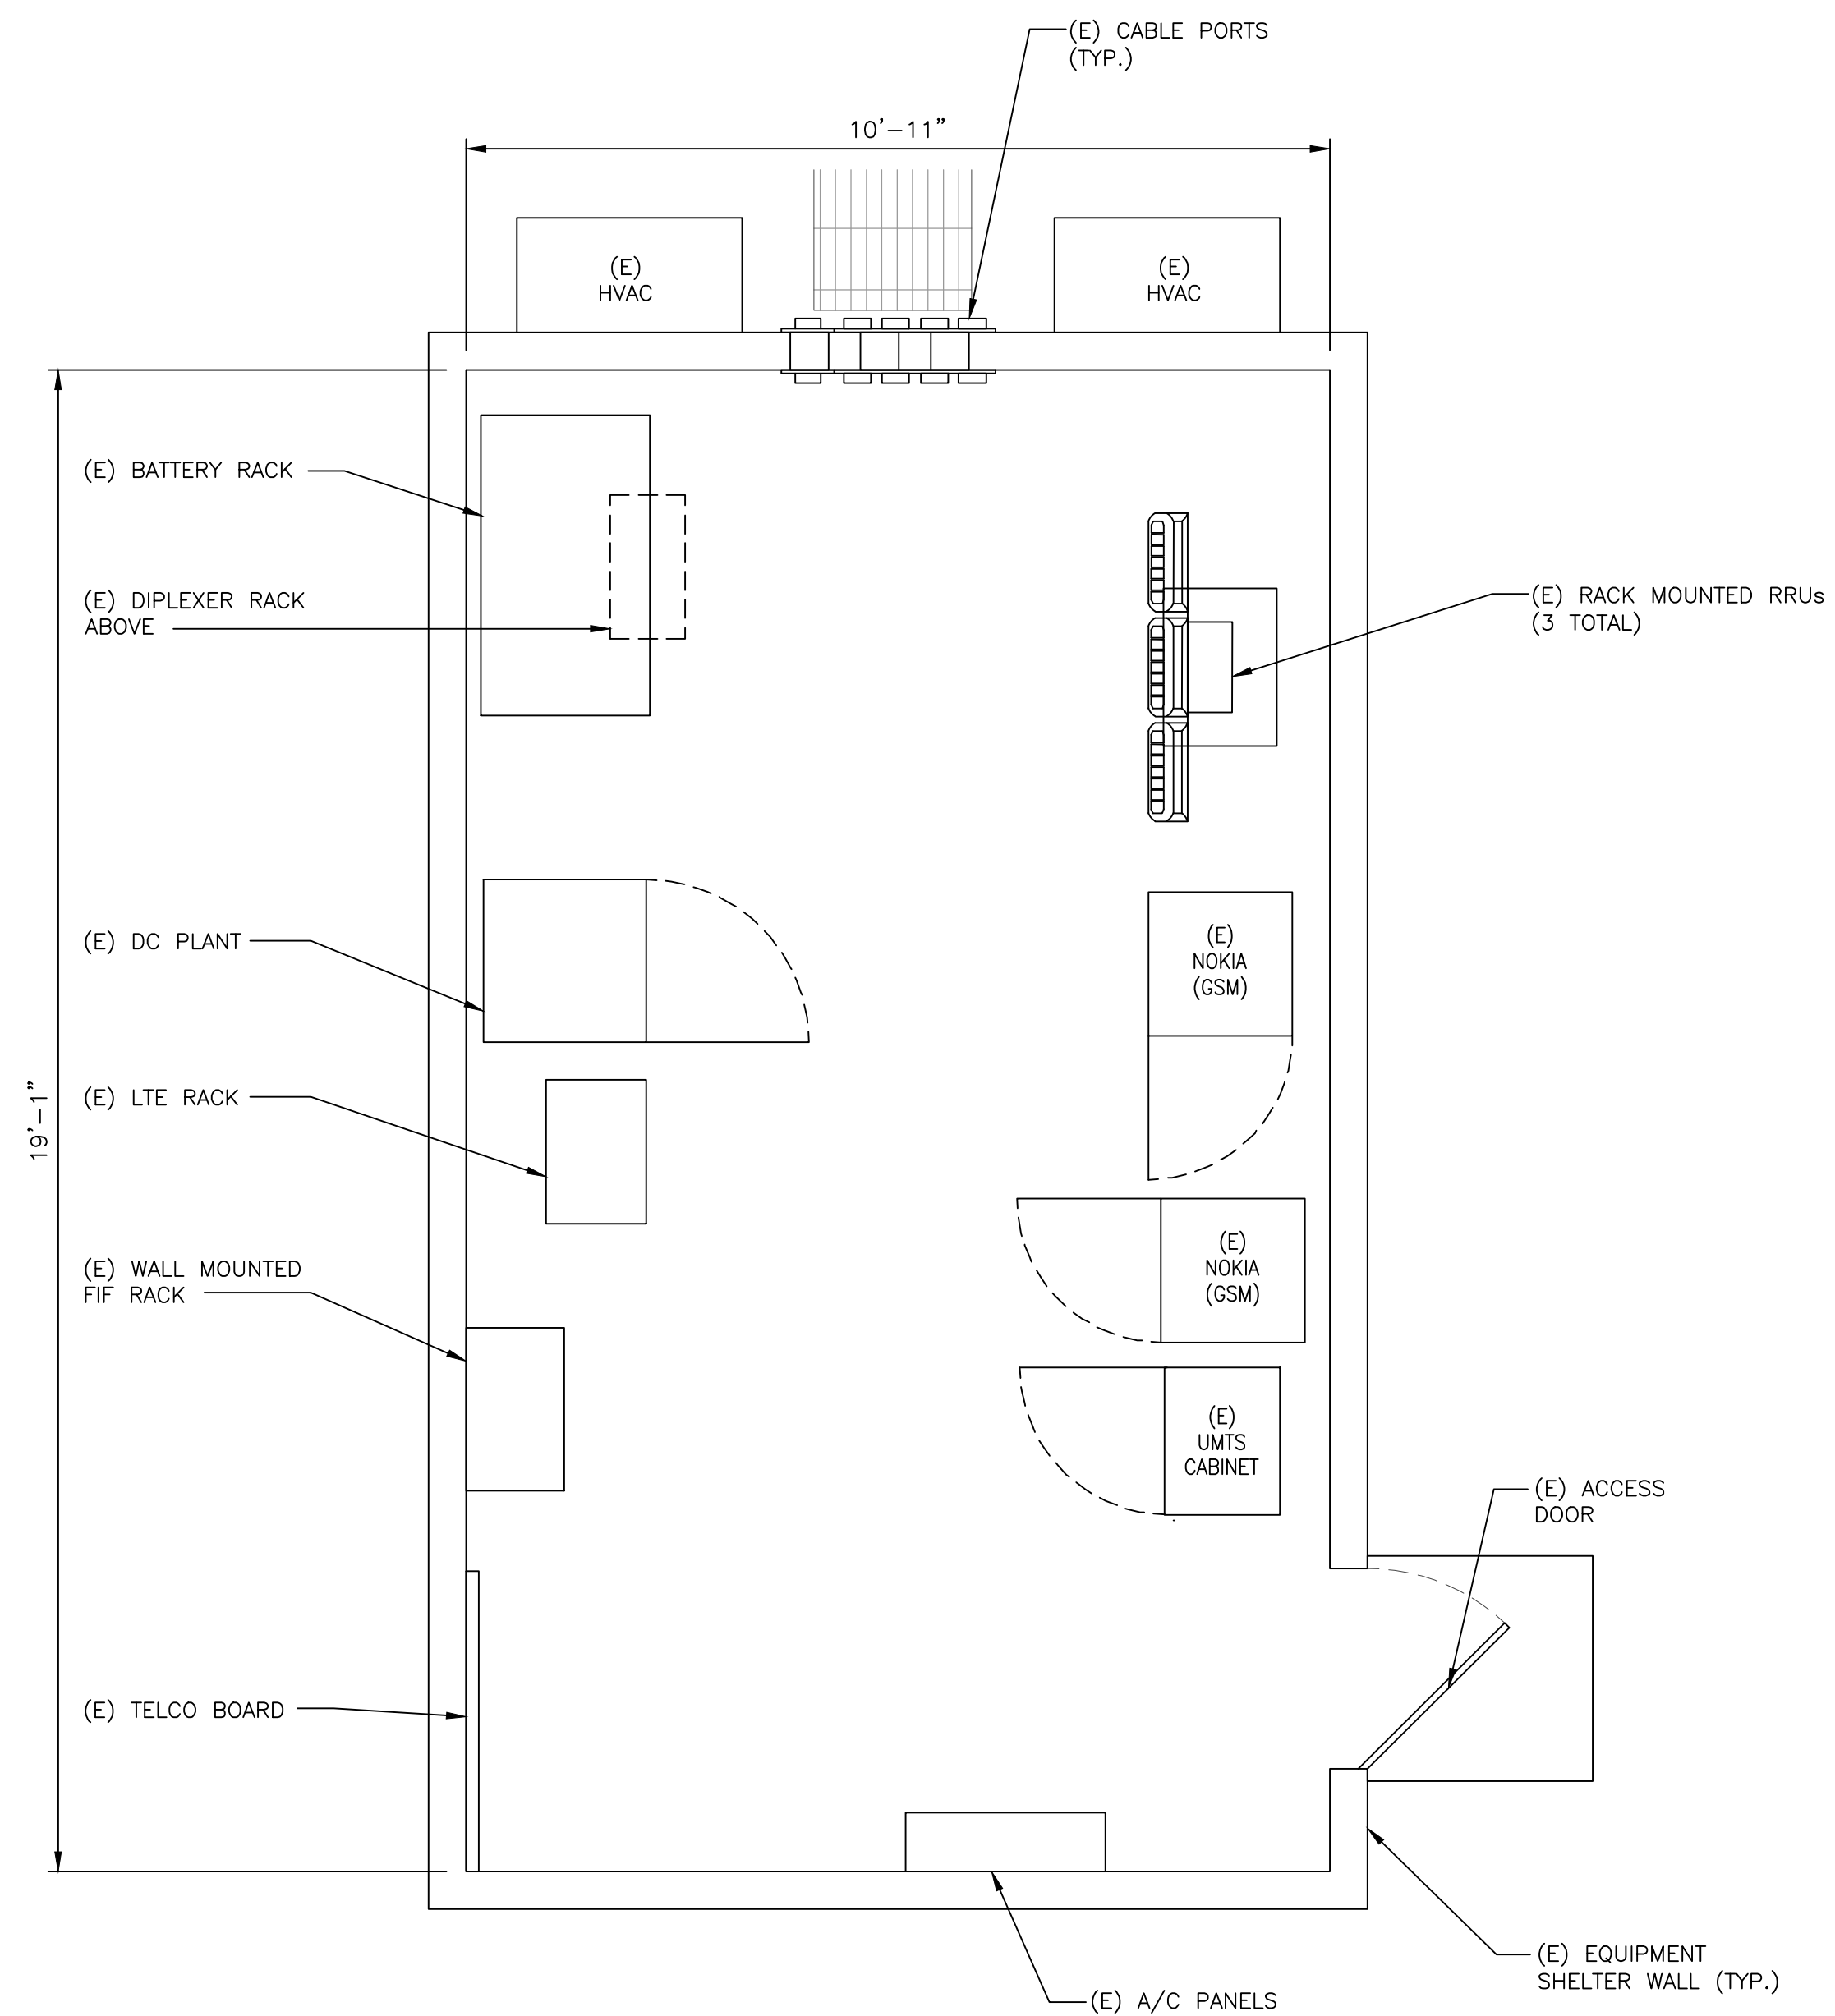 (E) CABLE PORTS
(TYP.)
10'-11"
(E)
HVAC
(E)
HVAC
(E) BATTERY RACK
(E) DIPLEXER RACK
ABOVE
(E) RACK MOUNTED RRUs
(3 TOTAL)
(E) DC PLANT
(E)
NOKIA
(GSM)
(E) LTE RACK
19'-1"
(E) WALL MOUNTED
FIF RACK
(E)
NOKIA
(GSM)
(E)
UMTS
CABINET
(E) ACCESS
DOOR
(E) TELCO BOARD
(E) EQUIPMENT
SHELTER WALL (TYP.)
(E) A/C PANELS